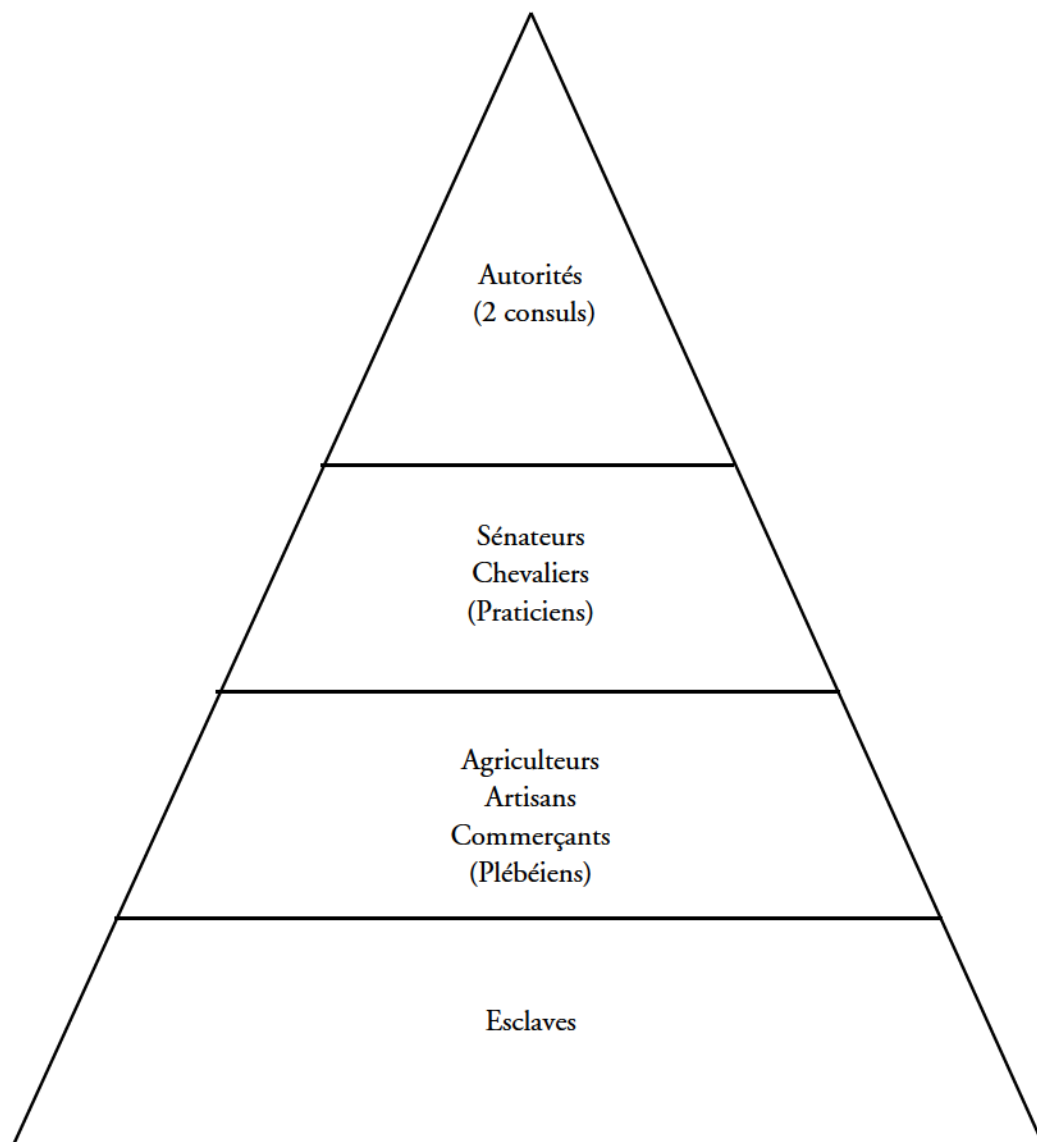 Autorités
(2 consuls)
Sénateurs
Chevaliers
(Praticiens)
Agriculteurs
Artisans
Commerçants
(Plébéiens)
Esclaves